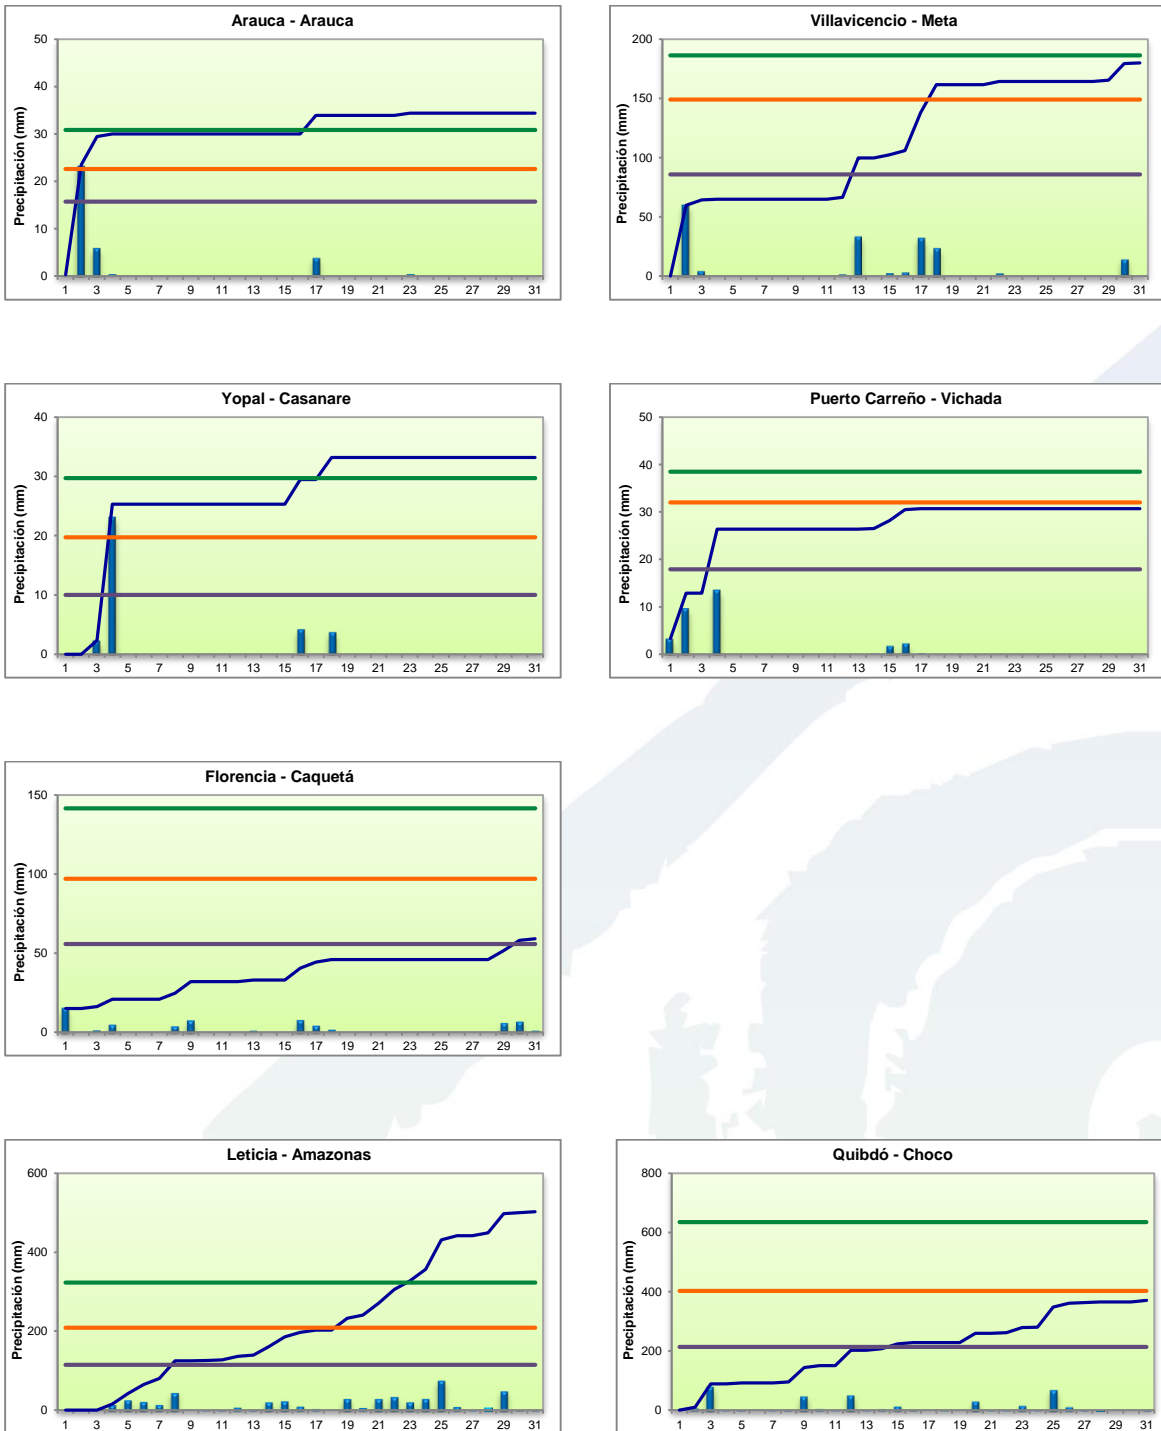 Arauca - Arauca
Precipitación (mm)
50
40
30
20
10
0
1 3 5 7 9 11 13 15 17 19 21 23 25 27 29 31
Villavicencio - Meta
Precipitación (mm)
200
150
100
50
0
1 3 5 7 9 11 13 15 17 19 21 23 25 27 29 31
Yopal - Casanare
Precipitación (mm)
40
30
20
10
0
1 3 5 7 9 11 13 15 17 19 21 23 25 27 29 31
Puerto Carreño - Vichada
Precipitación (mm)
50
40
30
20
10
0
1 3 5 7 9 11 13 15 17 19 21 23 25 27 29 31
Florencia - Caquetá
Precipitación (mm)
150
100
50
0
1 3 5 7 9 11 13 15 17 19 21 23 25 27 29 31
Leticia - Amazonas
Precipitación (mm)
600
400
200
0
1 3 5 7 9 11 13 15 17 19 21 23 25 27 29 31
Quibdó - Choco
Precipitación (mm)
800
600
400
200
0
1 3 5 7 9 11 13 15 17 19 21 23 25 27 29 31